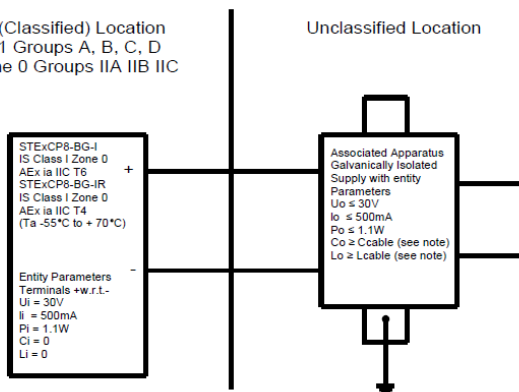 (Classified) Location
1 Groups A, B, C, D
ne 0 Groups IIA IIB IIC
Unclassified Location
STExCP8-BG-I
IS Class I Zone 0
AEx ia IIC T6
STExCP8-BG-IR
IS Class I Zone 0
AEx ia IIC T4
(Ta -55°C to + 70°C)
+
-
Entity Parameters
Terminals +w.r.t.-
Ui = 30V
Ii = 500mA
Pi = 1.1W
Ci = 0
Li = 0
Associated Apparatus
Galvanically Isolated
Supply with entity
Parameters
Uo ≤ 30V
Io ≤ 500mA
Po ≤ 1.1W
Co ≥ Ccable (see note)
Lo ≥ Lcable (see note)